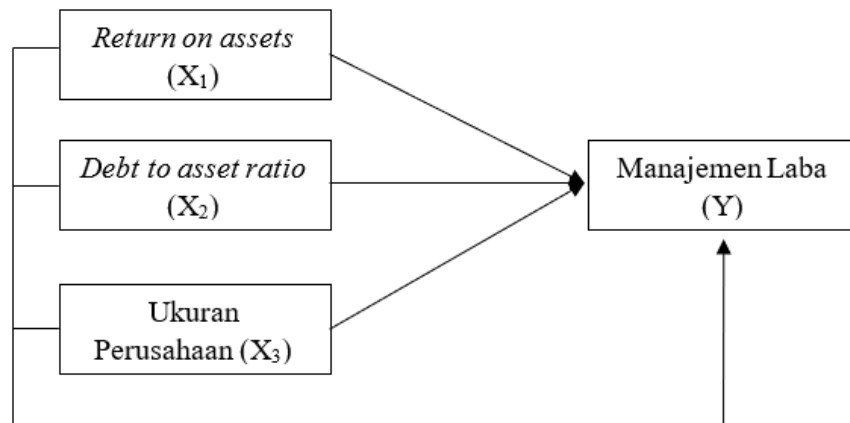 Return on assets
(X₁)
Debt to asset ratio
(X₂)
Ukuran
Perusahaan (X₃)
Manajemen Laba
(Y)